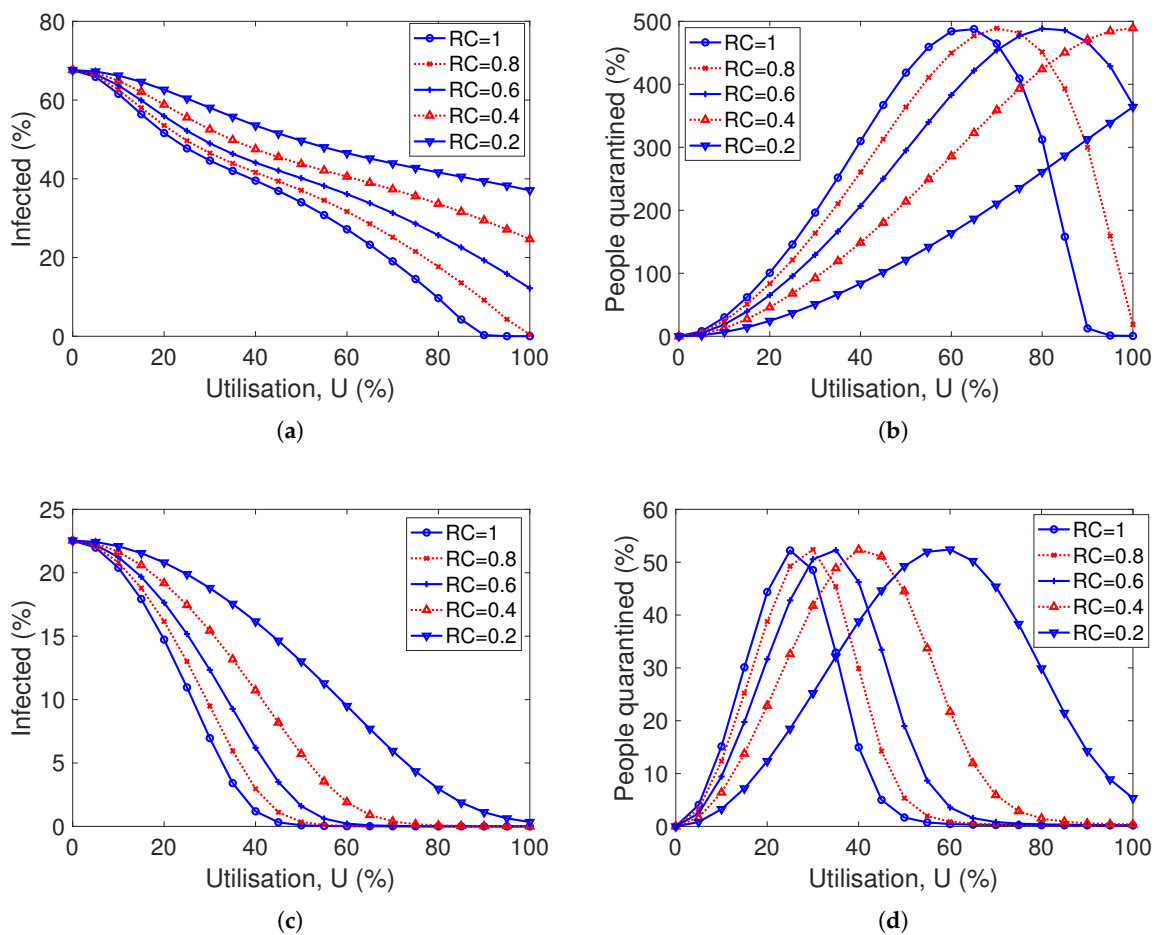 80
60
40
20
0
0 20 40 60 80 100
Infected (%)
Utilisation, U (%)
RC=1
RC=0.8
RC=0.6
RC=0.4
RC=0.2
(a)
500
400
300
200
100
0
0 20 40 60 80 100
People quarantined (%)
Utilisation, U (%)
RC=1
RC=0.8
RC=0.6
RC=0.4
RC=0.2
(b)
25
20
15
10
5
0
0 20 40 60 80 100
Infected (%)
Utilisation, U (%)
RC=1
RC=0.8
RC=0.6
RC=0.4
RC=0.2
(c)
60
50
40
30
20
10
0
0 20 40 60 80 100
People quarantined (%)
Utilisation, U (%)
RC=1
RC=0.8
RC=0.6
RC=0.4
RC=0.2
(d)